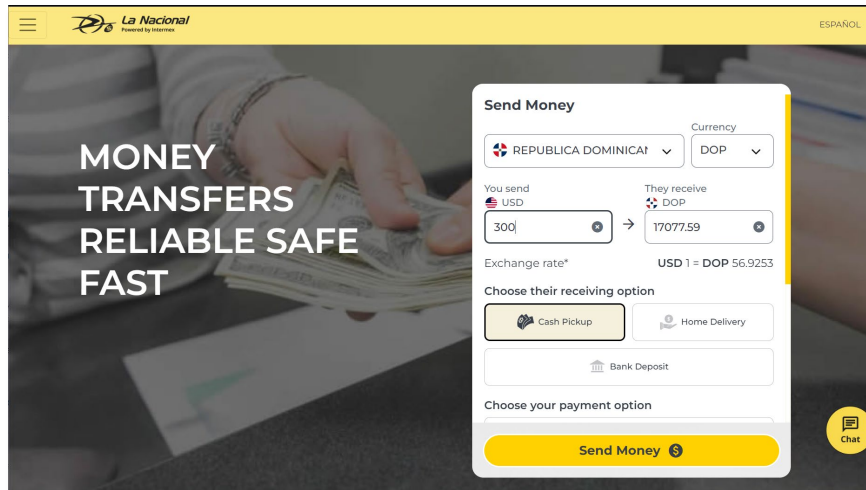 La Nacional
Powered by Intermex
ESPAÑOL
MONEY
TRANSFERS
RELIABLE SAFE
FAST
Send Money
Currency
REPUBLICA DOMINICAN
DOP
You send
USD
They receive
DOP
300
17077.59
Exchange rate*
USD 1 = DOP 56.9253
Choose their receiving option
Cash Pickup
Home Delivery
Bank Deposit
Choose your payment option
Send Money
Chat